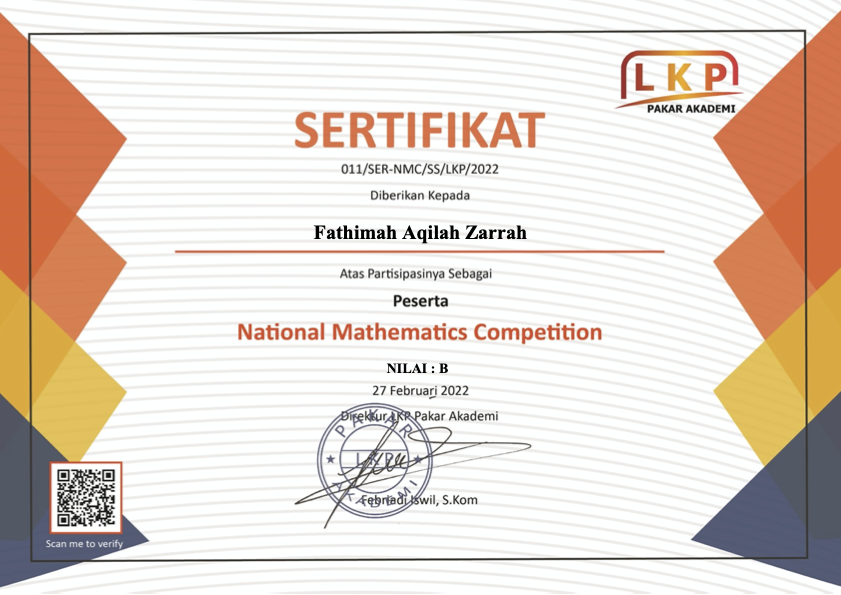 LKP
PAKAR AKADEMI
SERTIFIKAT
011/SER-NMC/SS/LKP/2022
Diberikan Kepada
Fathimah Aqilah Zarrah
Atas Partisipasinya Sebagai
Peserta
National Mathematics Competition
NILAI : B
27 Februari 2022
Direktur LKP Pakar Akademi
PAKAR
LKP
AKADEMI
Febriadi Iswil, S.Kom
Scan me to verify